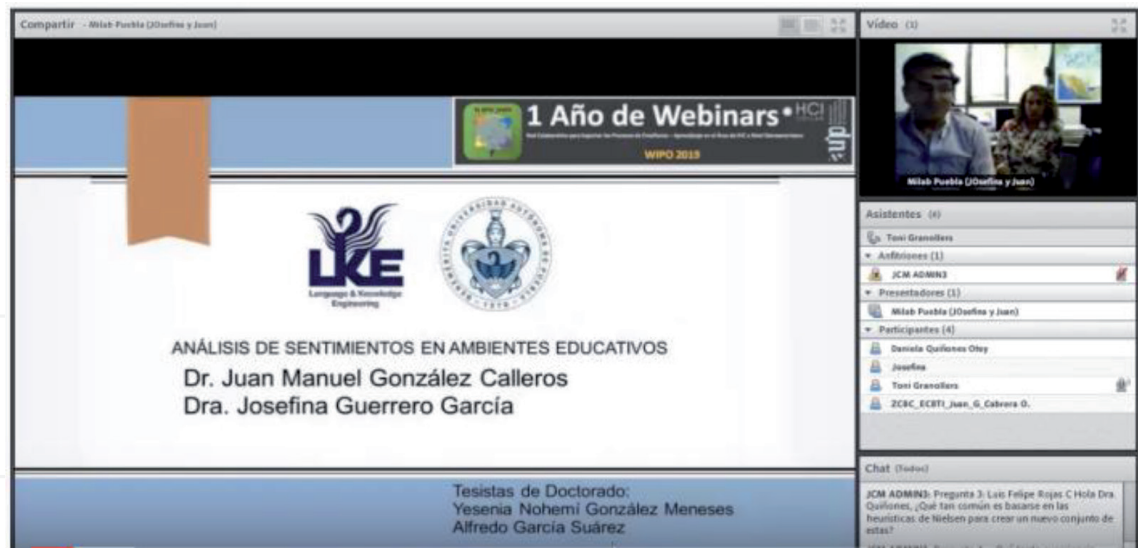 Compartir - Milab Puebla (JOsefina y Juan)
1 Año de Webinars
HCI
WIPO 2019
LKE
Language & Knowledge
Engineering
ANÁLISIS DE SENTIMIENTOS EN AMBIENTES EDUCATIVOS
Dr. Juan Manuel González Calleros
Dra. Josefina Guerrero García
Tesistas de Doctorado:
Yesenia Nohemí González Meneses
Alfredo García Suárez
Vídeo (1)
Milab Puebla (JOsefina y Juan)
Asistentes (6)
Toni Granollers
Anfitriones (1)
JCM ADMIN3
Presentadores (1)
Milab Puebla (JOsefina y Juan)
Participantes (4)
Daniela Quiñones Otey
Josefina
Toni Granollers
ZCBC_ECBTI_Juan_G_Cabrera O.
Chat (Todos)
JCM ADMIN3: Pregunta 3: Luis Felipe Rojas C Hola Dra.
Quiñones, ¿Qué tan común es basarse en las
heurísticas de Nielsen para crear un nuevo conjunto de
estas?